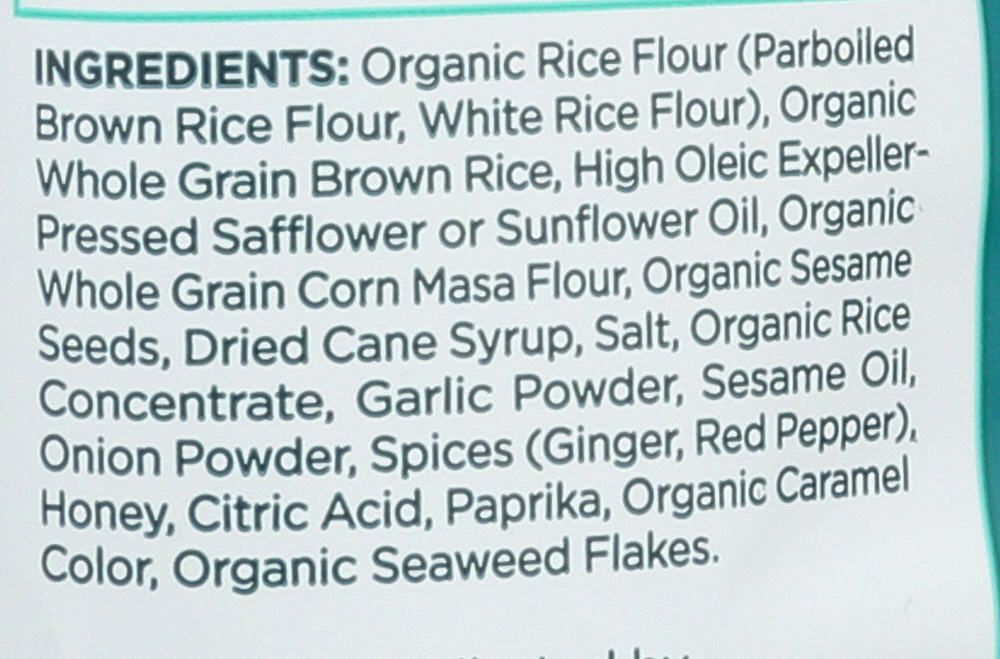 INGREDIENTS: Organic Rice Flour (Parboiled
Brown Rice Flour, White Rice Flour), Organic
Whole Grain Brown Rice, High Oleic Expeller-
Pressed Safflower or Sunflower Oil, Organic
Whole Grain Corn Masa Flour, Organic Sesame
Seeds, Dried Cane Syrup, Salt, Organic Rice
Concentrate, Garlic Powder, Sesame Oil,
Onion Powder, Spices (Ginger, Red Pepper),
Honey, Citric Acid, Paprika, Organic Caramel
Color, Organic Seaweed Flakes.